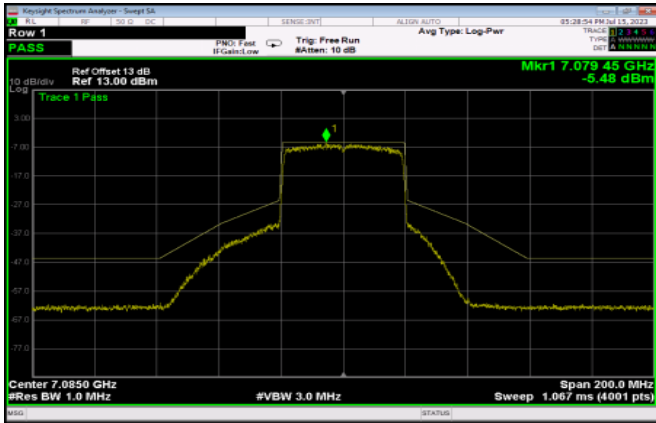 Keysight Spectrum Analyzer - Swept SA
RL RF 50 Ω DC SENSE:INT ALIGN AUTO 05:28:54 PM Jul 15, 2023
Row 1 Avg Type: Log-Pwr TRACE 1 2 3 4 5 6
PNO: Fast Trig: Free Run TYPE
PASS IFGain:Low #Atten: 10 dB DET A N N N N N
Mkr1 7.079 45 GHz
Ref Offset 13 dB
10 dB/div Ref 13.00 dBm -5.48 dBm
Log
Trace 1 Pass
3.00
1
-7.00
-17.0
-27.0
-37.0
-47.0
-57.0
-67.0
-77.0
Center 7.0850 GHz Span 200.0 MHz
#Res BW 1.0 MHz #VBW 3.0 MHz Sweep 1.067 ms (4001 pts)
MSG STATUS